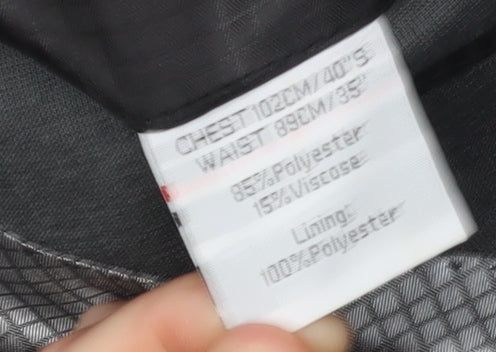 CHEST 102CM/40"S
WAIST 89CM/35"
85%Polyester
15%Viscose
Lining:
100%Polyester